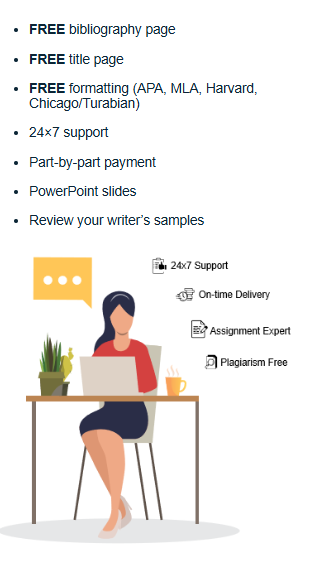 FREE bibliography page
FREE title page
FREE formatting (APA, MLA, Harvard,
Chicago/Turabian)
24×7 support
Part-by-part payment
PowerPoint slides
Review your writer's samples
24x7 Support
On-time Delivery
Assignment Expert
Plagiarism Free